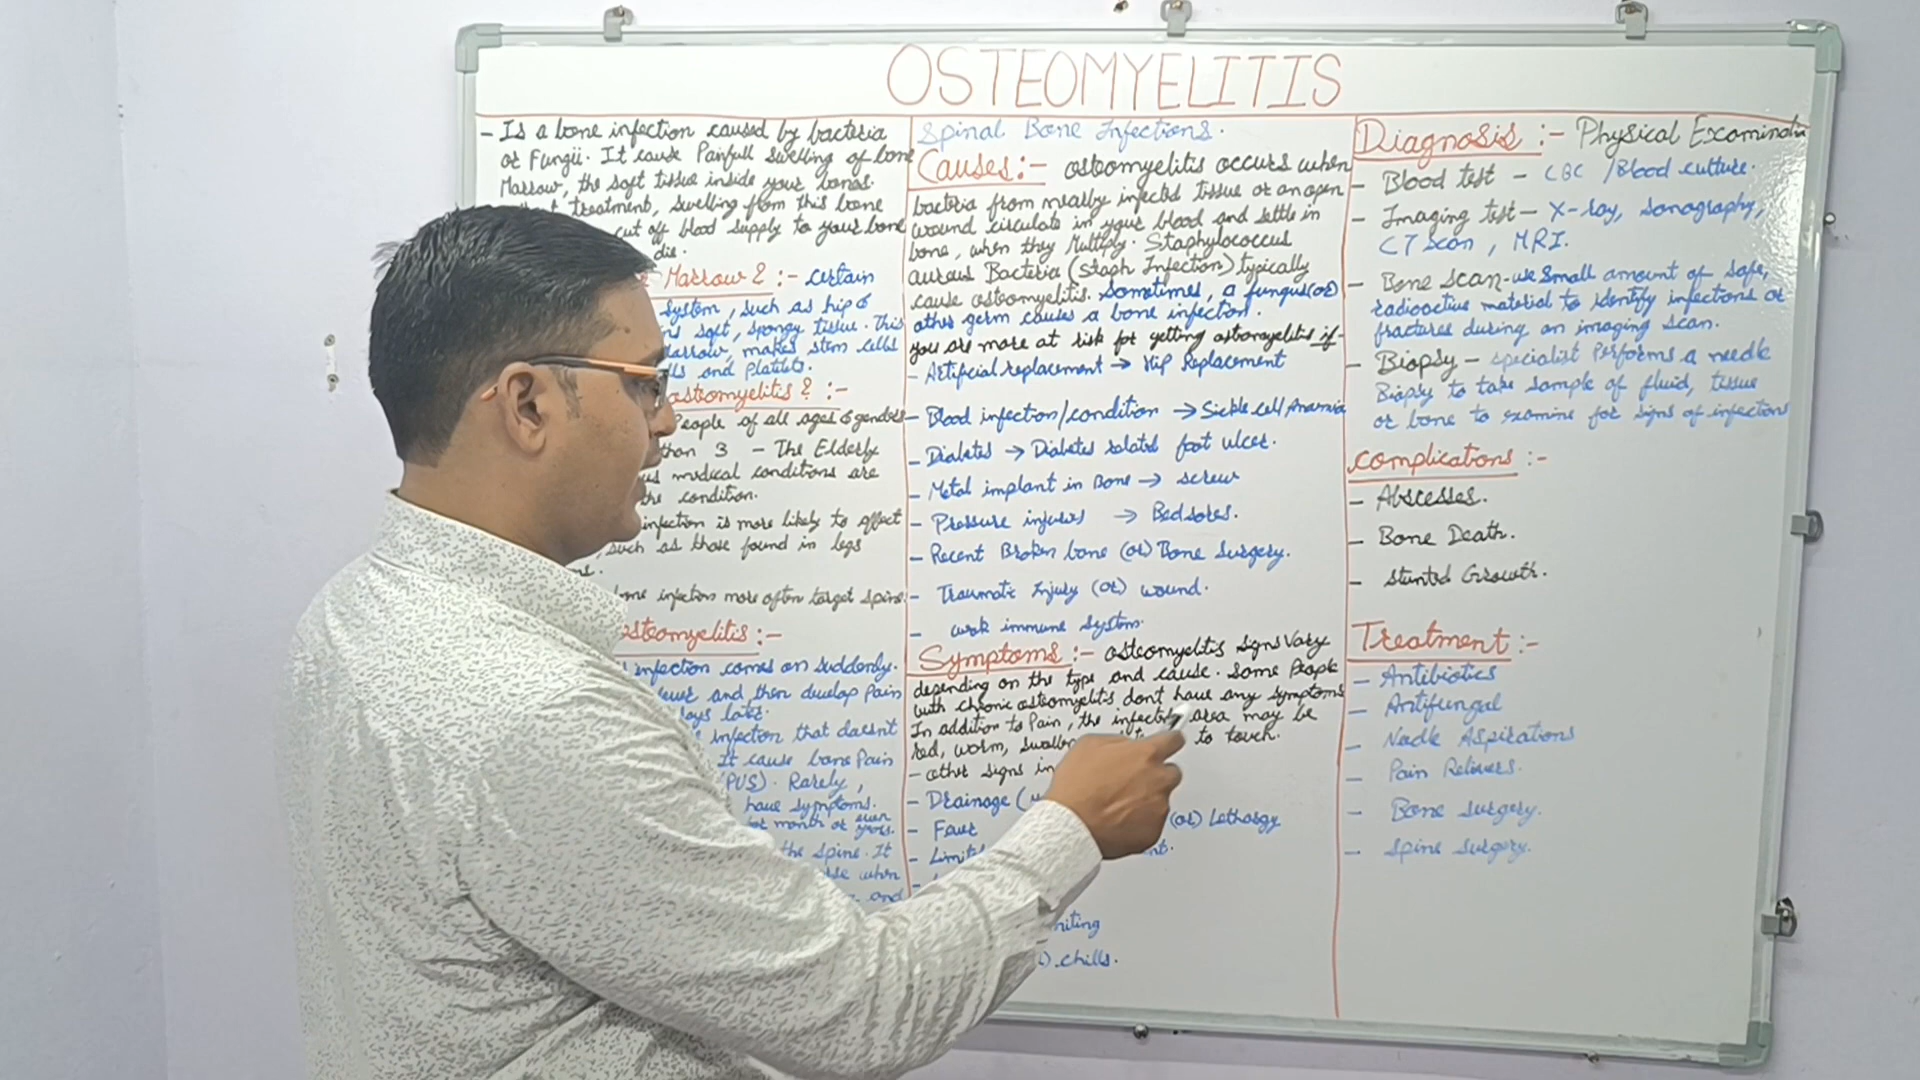 OSTEOMYELITIS
- Is a bone infection caused by bacteria
or Fungii. It cause Painfull swelling of bone
Marrow, the soft tissue inside your bones.
treatment, swelling from this bone
cut off blood supply to your bone
die.
Marrow ? :- certain
system, such as hip &
soft, spongy tissue. This
Marrow, makes stem cells
and Platelets.
osteomyelitis ? :-
People of all ages & genders
than 3 - The Elderly
medical conditions are
the condition.
infection is more likely to affect
, such as those found in legs
infection more often target spine.
osteomyelitis :-
infection comes on suddenly.
fever and then develop Pain
days later.
infection that doesn't
It cause bone Pain
(PUS). Rarely,
have symptoms.
for month or even
years.
the spine. It
when
and
Spinal Bone Infections.
Causes :- osteomyelitis occurs when
bacteria from nearby infected tissue or an open
wound circulate in your blood and settle in
bone, when they Multiply. Staphylococcus
aureus Bacteria (staph Infection) typically
cause osteomyelitis. Sometimes, a fungus (or)
other germ causes a bone infection.
you are more at risk for getting osteomyelitis if-
- Artificial replacement → Hip Replacement
- Blood infection/condition → Sickle cell Anemia
- Diabetes → Diabetes related foot ulcer.
- Metal implant in Bone → screw
- Pressure injuries → Bedsores.
- Recent Broken bone (or) Bone Surgery.
- Traumatic Injury (or) wound.
- weak immune system.
Symptoms :- osteomyelitis signs Vary
depending on the type and cause. Some People
with chronic osteomyelitis dont have any symptoms
In addition to Pain, the infected area may be
red, warm, swollen to touch.
- other signs in
- Drainage (
- Fever (or) Lethargy
- Limite
chills.
Diagnosis :- Physical Examinatin
- Blood test - CBC / Blood culture.
- Imaging test - X-ray, Sonography,
CT Scan, MRI.
- Bone Scan - use small amount of safe,
radioactive material to identify infections or
fractures during an imaging scan.
- Biopsy - specialist Performs a needle
Biopsy to take sample of fluid, tissue
or bone to examine for signs of infections
Complications :-
- Abscesses.
- Bone Death.
- Stunted Growth.
Treatment :-
- Antibiotics
- Antifungal
- Nedle Aspirations
- Pain Relivers.
- Bone surgery.
- Spine surgery.